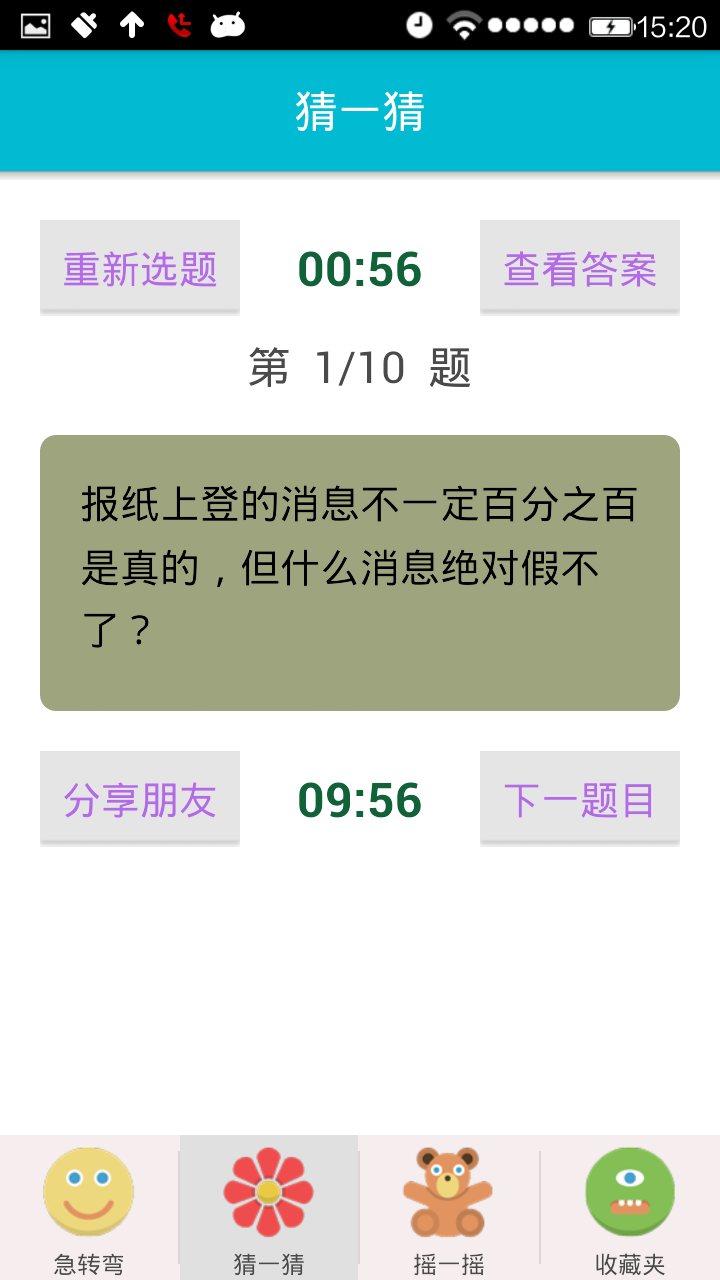 15:20
猜一猜
重新选题 00:56 查看答案
第 1/10 题
报纸上登的消息不一定百分之百
是真的，但什么消息绝对假不
了？
分享朋友 09:56 下一题目
急转弯 猜一猜 摇一摇 收藏夹